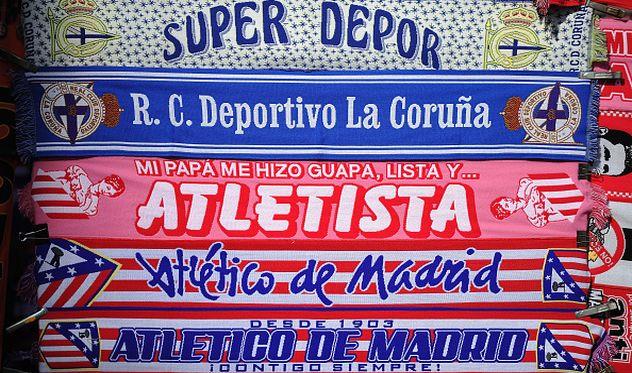 SUPER DEPOR
R. C. Deportivo La Coruña
MI PAPÁ ME HIZO GUAPA, LISTA Y...
ATLETISTA
Atlético de Madrid
DESDE 1903
ATLETICO DE MADRID
¡CONTIGO SIEMPRE!
anti